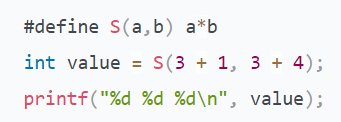 #define S(a,b) a*b
int value = S(3 + 1, 3 + 4);
printf("%d %d %d\n", value);